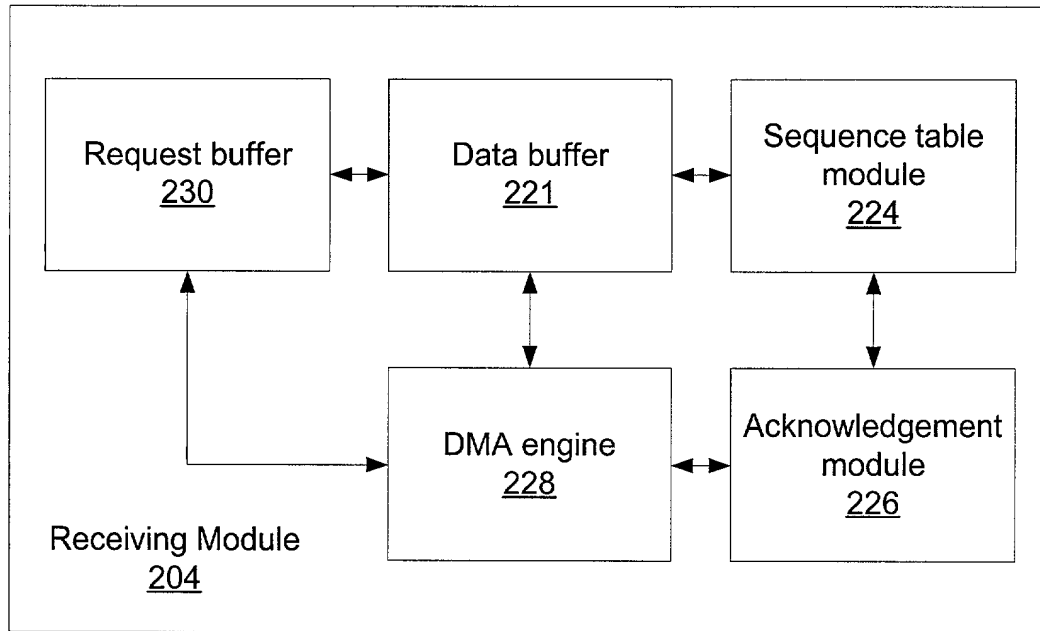 Request buffer
230
Data buffer
221
Sequence table
module
224
DMA engine
228
Acknowledgement
module
226
Receiving Module
204